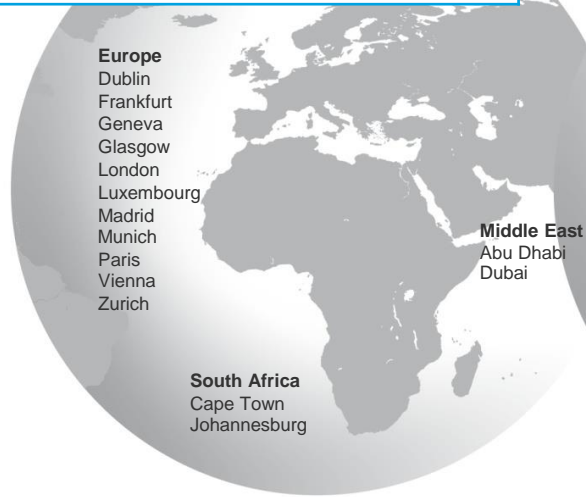 Europe
Dublin
Frankfurt
Geneva
Glasgow
London
Luxembourg
Madrid
Munich
Paris
Vienna
Zurich
Middle East
Abu Dhabi
Dubai
South Africa
Cape Town
Johannesburg